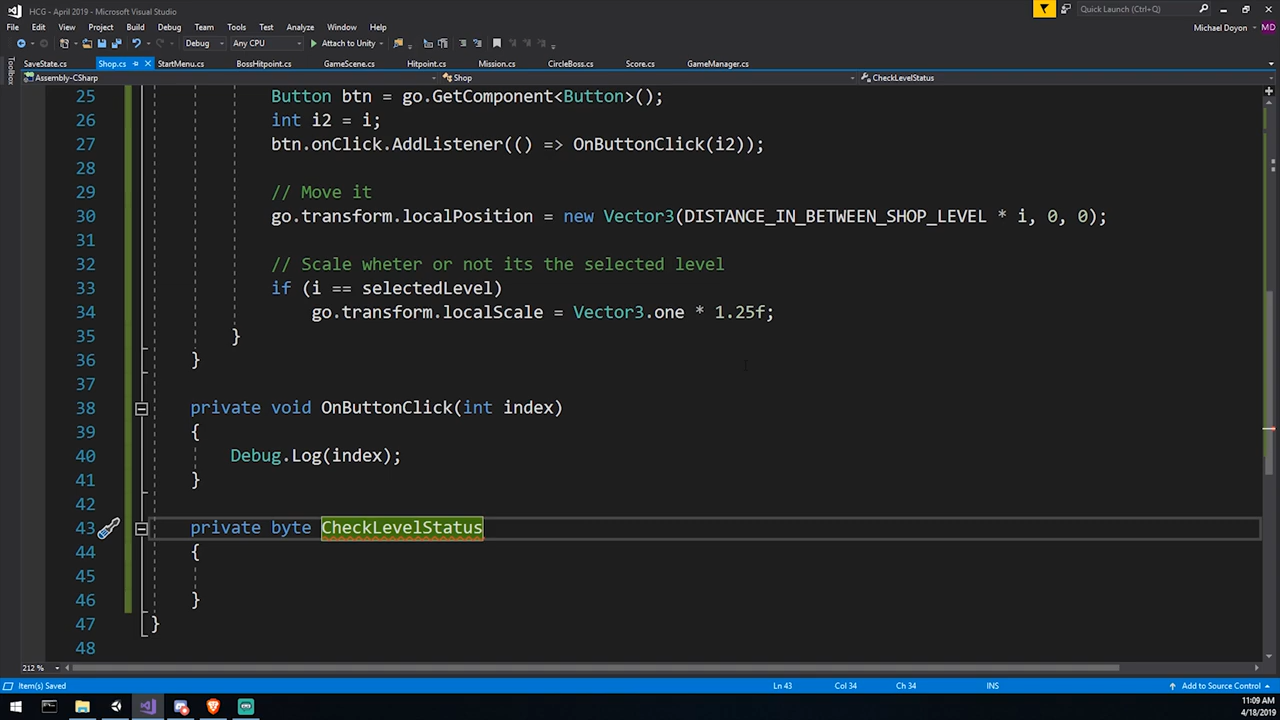 HCG - April 2019 - Microsoft Visual Studio
Quick Launch (Ctrl+Q)
File Edit View Project Build Debug Team Tools Test Analyze Window Help
Michael Doyon MD
Debug Any CPU Attach to Unity
Toolbox
SaveState.cs Shop.cs StartMenu.cs BossHitpoint.cs GameScene.cs Hitpoint.cs Mission.cs CircleBoss.cs Score.cs GameManager.cs
Assembly-CSharp Shop CheckLevelStatus
25 Button btn = go.GetComponent<Button>();
26 int i2 = i;
27 btn.onClick.AddListener(() => OnButtonClick(i2));
28
29 // Move it
30 go.transform.localPosition = new Vector3(DISTANCE_IN_BETWEEN_SHOP_LEVEL * i, 0, 0);
31
32 // Scale wheter or not its the selected level
33 if (i == selectedLevel)
34 go.transform.localScale = Vector3.one * 1.25f;
35 }
36 }
37
38 private void OnButtonClick(int index)
39 {
40 Debug.Log(index);
41 }
42
43 private byte CheckLevelStatus
44 {
45
46 }
47 }
48
212 %
Item(s) Saved Ln 43 Col 34 Ch 34 INS Add to Source Control
11:09 AM
4/18/2019